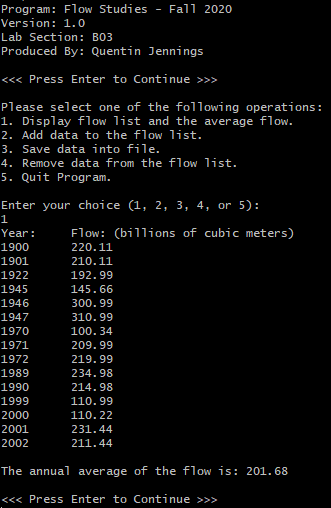 Program: Flow Studies - Fall 2020
Version: 1.0
Lab Section: B03
Produced By: Quentin Jennings
<<< Press Enter to Continue >>>
Please select one of the following operations:
1. Display flow list and the average flow.
2. Add data to the flow list.
3. Save data into file.
4. Remove data from the flow list.
5. Quit Program.
Enter your choice (1, 2, 3, 4, or 5):
1
Year: Flow: (billions of cubic meters)
1900 220.11
1901 210.11
1922 192.99
1945 145.66
1946 300.99
1947 310.99
1970 100.34
1971 209.99
1972 219.99
1989 234.98
1990 214.98
1999 110.99
2000 110.22
2001 231.44
2002 211.44
The annual average of the flow is: 201.68
<<< Press Enter to Continue >>>